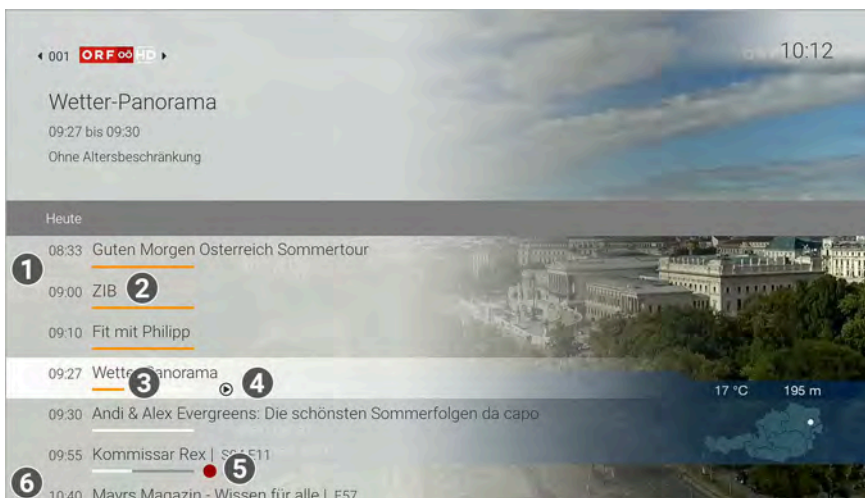 001 ORF oö HD
10:12
Wetter-Panorama
09:27 bis 09:30
Ohne Altersbeschränkung
Heute
08:33 Guten Morgen Österreich Sommertour
1
09:00 ZIB 2
09:10 Fit mit Philipp
09:27 Wetter-Panorama
3 4
17 °C 195 m
09:30 Andi & Alex Evergreens: Die schönsten Sommerfolgen da capo
09:55 Kommissar Rex | E11
5
6
10:40 Mayrs Magazin - Wissen für alle | F57